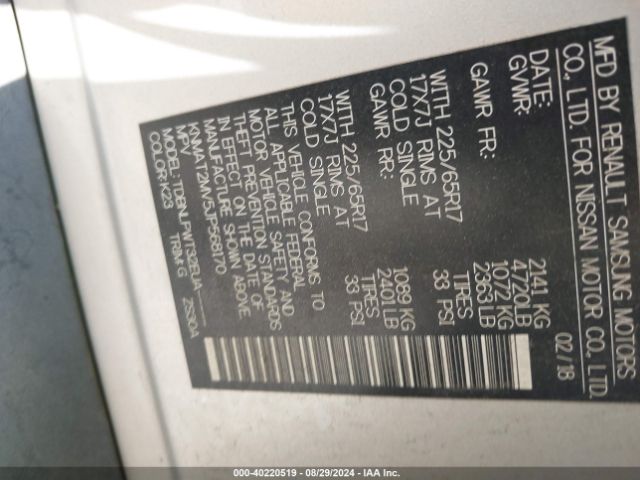 MFD BY RENAULT SAMSUNG MOTORS
CO., LTD. FOR NISSAN MOTOR CO., LTD.
DATE: 02/18
GVWR: 2141 KG
4720LB
GAWR FR: 1072 KG
2363 LB
WITH 225/65R17 TIRES
17X7J RIMS AT 33 PSI
COLD SINGLE
GAWR RR: 1089 KG
2401 LB
WITH 225/65R17 TIRES
17X7J RIMS AT 33 PSI
COLD SINGLE
THIS VEHICLE CONFORMS TO
ALL APPLICABLE FEDERAL
MOTOR VEHICLE SAFETY AND
THEFT PREVENTION STANDARDS
IN EFFECT ON THE DATE OF
MANUFACTURE SHOWN ABOVE.
KNMAT2MV5JP568170
MPV
MODEL: TRIM: G ZS20A
COLOR: K23
000-40220519 - 08/29/2024 - IAA Inc.